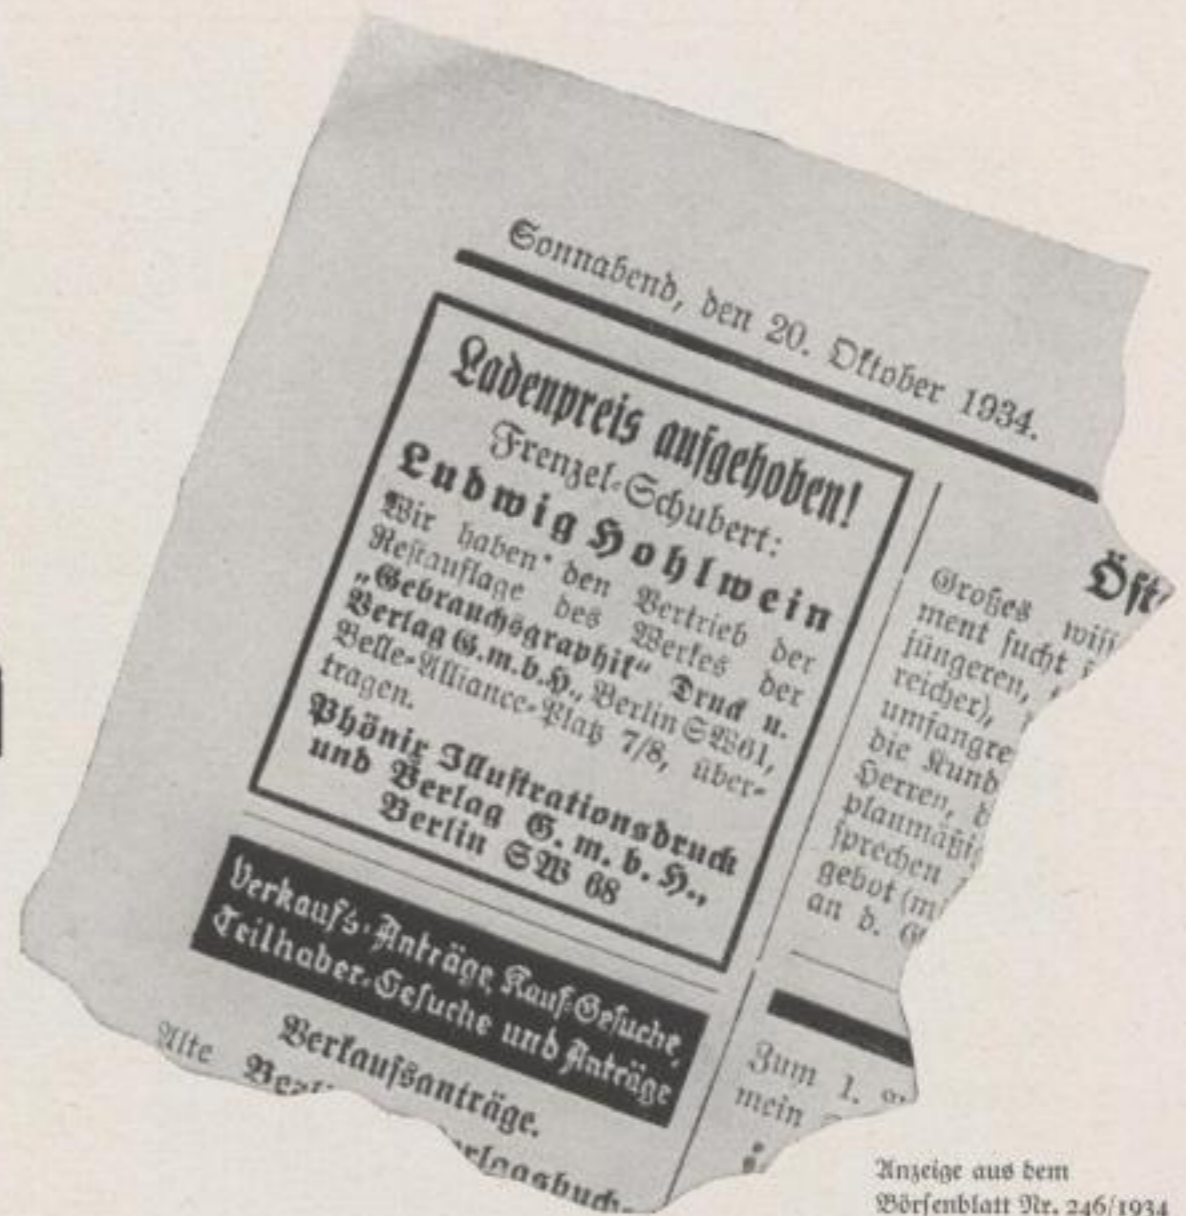 Sonnabend, den 20. Oktober 1934.
Ladenpreis aufgehoben!
Frenzel-Schubert:
Ludwig Hohlwein
Wir haben den Vertrieb der
Restauflage des Werkes der
„Gebrauchsgraphik“ Druck u.
Verlag G.m.b.H., Berlin SW61,
Belle-Alliance-Platz 7/8, über-
tragen.
Phönix Illustrationsdruck
und Verlag G. m. b. H.,
Berlin SW 68
Verkaufs-Anträge, Kauf-Gesuche,
Teilhaber-Gesuche und Anträge
Verkaufsanträge.
Alte
Großes
ment sucht
jüngeren,
reicher),
umfangre
die Kund
Herren,
planmäßi
sprechen
gebot
an d.
Zum 1.
mein
Anzeige aus dem
Börsenblatt Nr. 246/1934